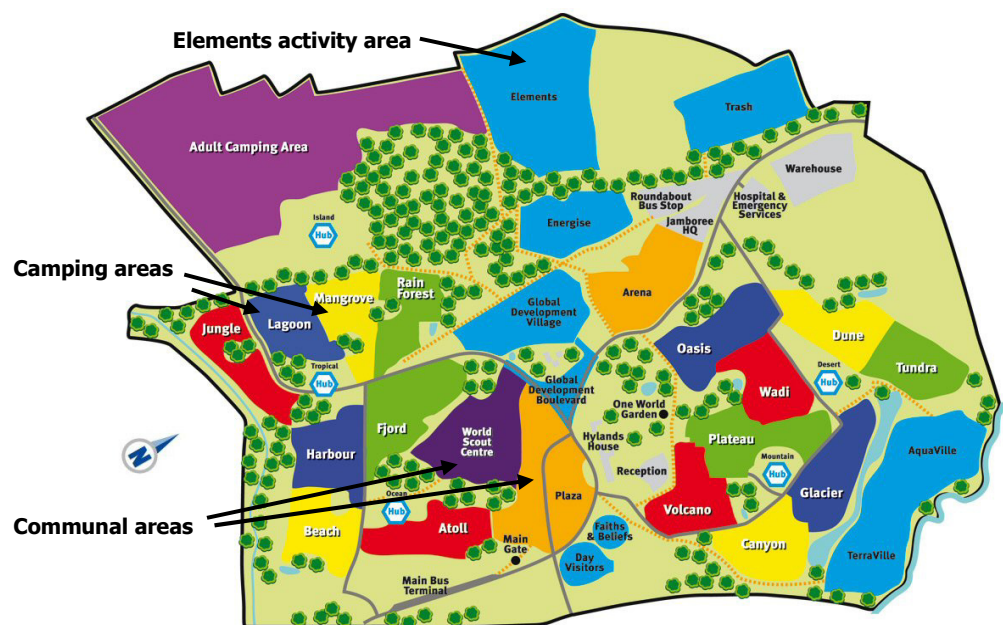 Elements activity area
Elements
Trash
Adult Camping Area
Warehouse
Roundabout
Bus Stop
Hospital &
Emergency
Services
Jamboree
HQ
Energise
Island
Hub
Camping areas
Mangrove
Rain
Forest
Arena
Lagoon
Jungle
Global
Development
Village
Dune
Oasis
Tundra
Tropical
Hub
Desert
Hub
Wadi
Global
Development
Boulevard
One World
Garden
Fjord
World
Scout
Centre
Plateau
Hylands
House
Harbour
Mountain
Hub
AquaVille
N
Reception
Glacier
Plaza
Ocean
Hub
Volcano
Communal areas
Beach
Atoll
Faiths
& Beliefs
Main
Gate
Canyon
TerraVille
Day
Visitors
Main Bus
Terminal